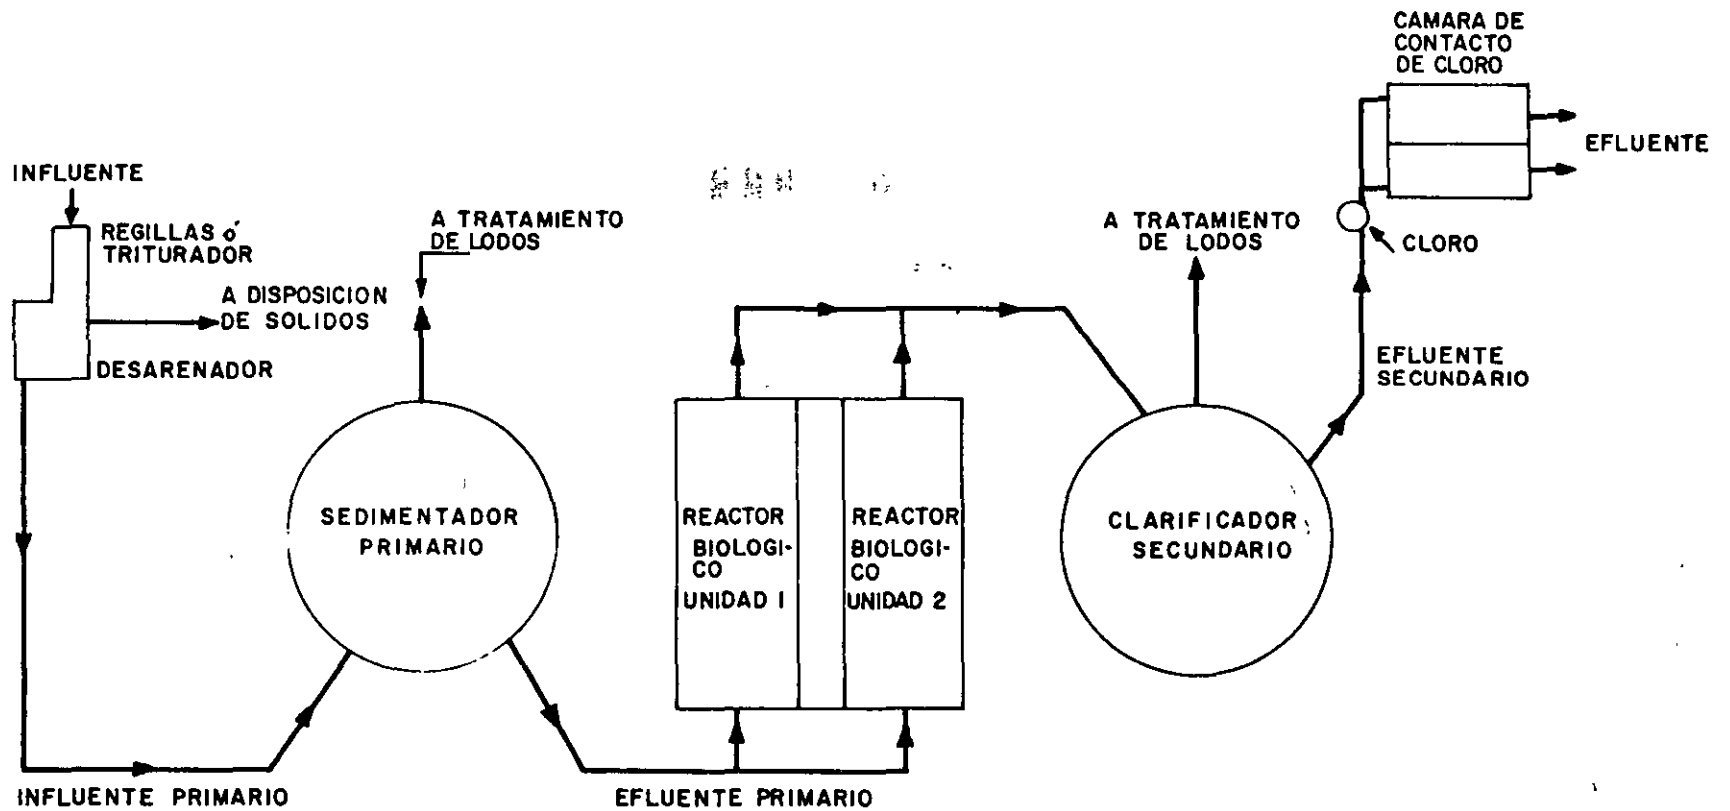 CAMARA DE
CONTACTO
DE CLORO
EFLUENTE
INFLUENTE
REGILLAS ó
TRITURADOR
A DISPOSICION
DE SOLIDOS
DESARENADOR
A TRATAMIENTO
DE LODOS
A TRATAMIENTO
DE LODOS
CLORO
EFLUENTE
SECUNDARIO
SEDIMENTADOR
PRIMARIO
REACTOR
BIOLOGI-
CO
UNIDAD 1
REACTOR
BIOLOGI-
CO
UNIDAD 2
CLARIFICADOR
SECUNDARIO
INFLUENTE PRIMARIO
EFLUENTE PRIMARIO